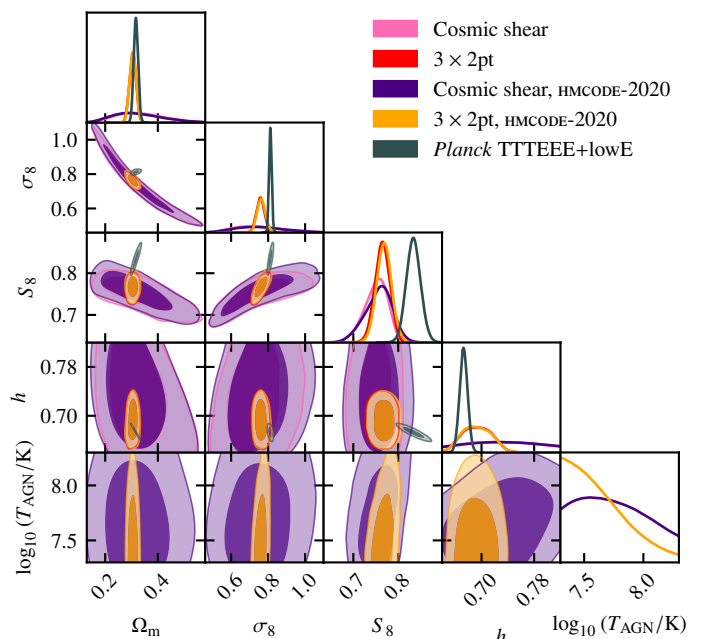 Cosmic shear
3 × 2pt
Cosmic shear, HMCODE-2020
3 × 2pt, HMCODE-2020
Planck TTTEEE+lowE
1.0
0.8
0.6
σ8
0.8
0.7
S8
0.78
0.70
h
8.0
7.5
log10 (TAGN/K)
0.2 0.4 0.6 0.8 1.0 0.7 0.8 0.70 0.78 7.5 8.0
Ωm σ8 S8 h log10 (TAGN/K)